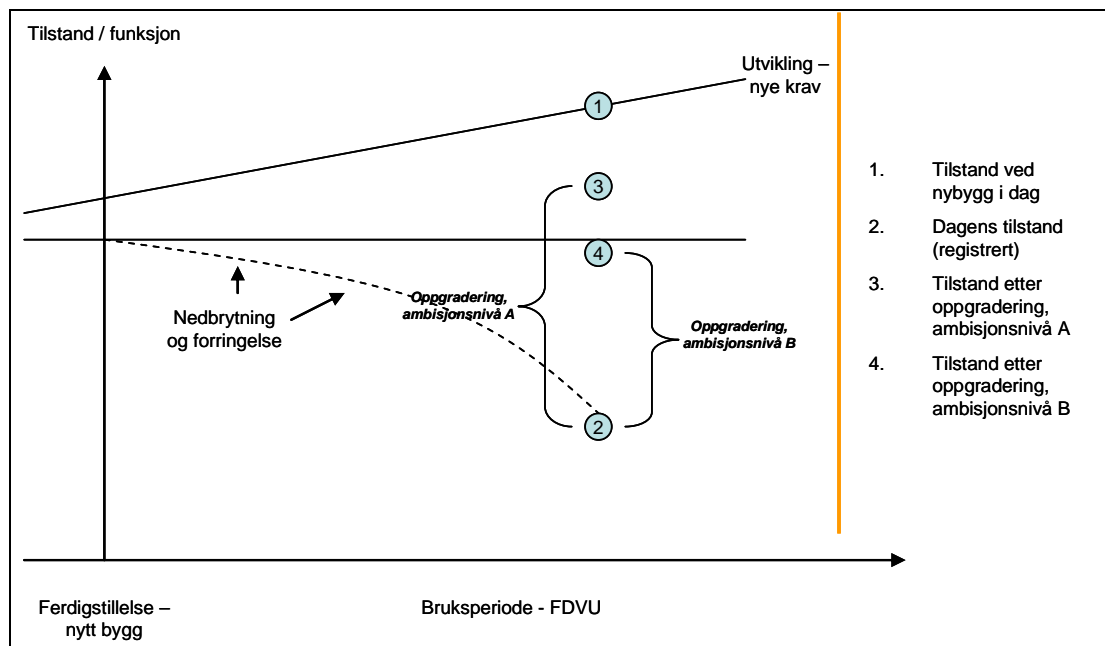 Tilstand / funksjon
Utvikling –
nye krav
1
3
4
Nedbrytning
og forringelse
Oppgradering,
ambisjonsnivå A
Oppgradering,
ambisjonsnivå B
2
Ferdigstillelse –
nytt bygg
Bruksperiode - FDVU
1. Tilstand ved
nybygg i dag
2. Dagens tilstand
(registrert)
3. Tilstand etter
oppgradering,
ambisjonsnivå A
4. Tilstand etter
oppgradering,
ambisjonsnivå B